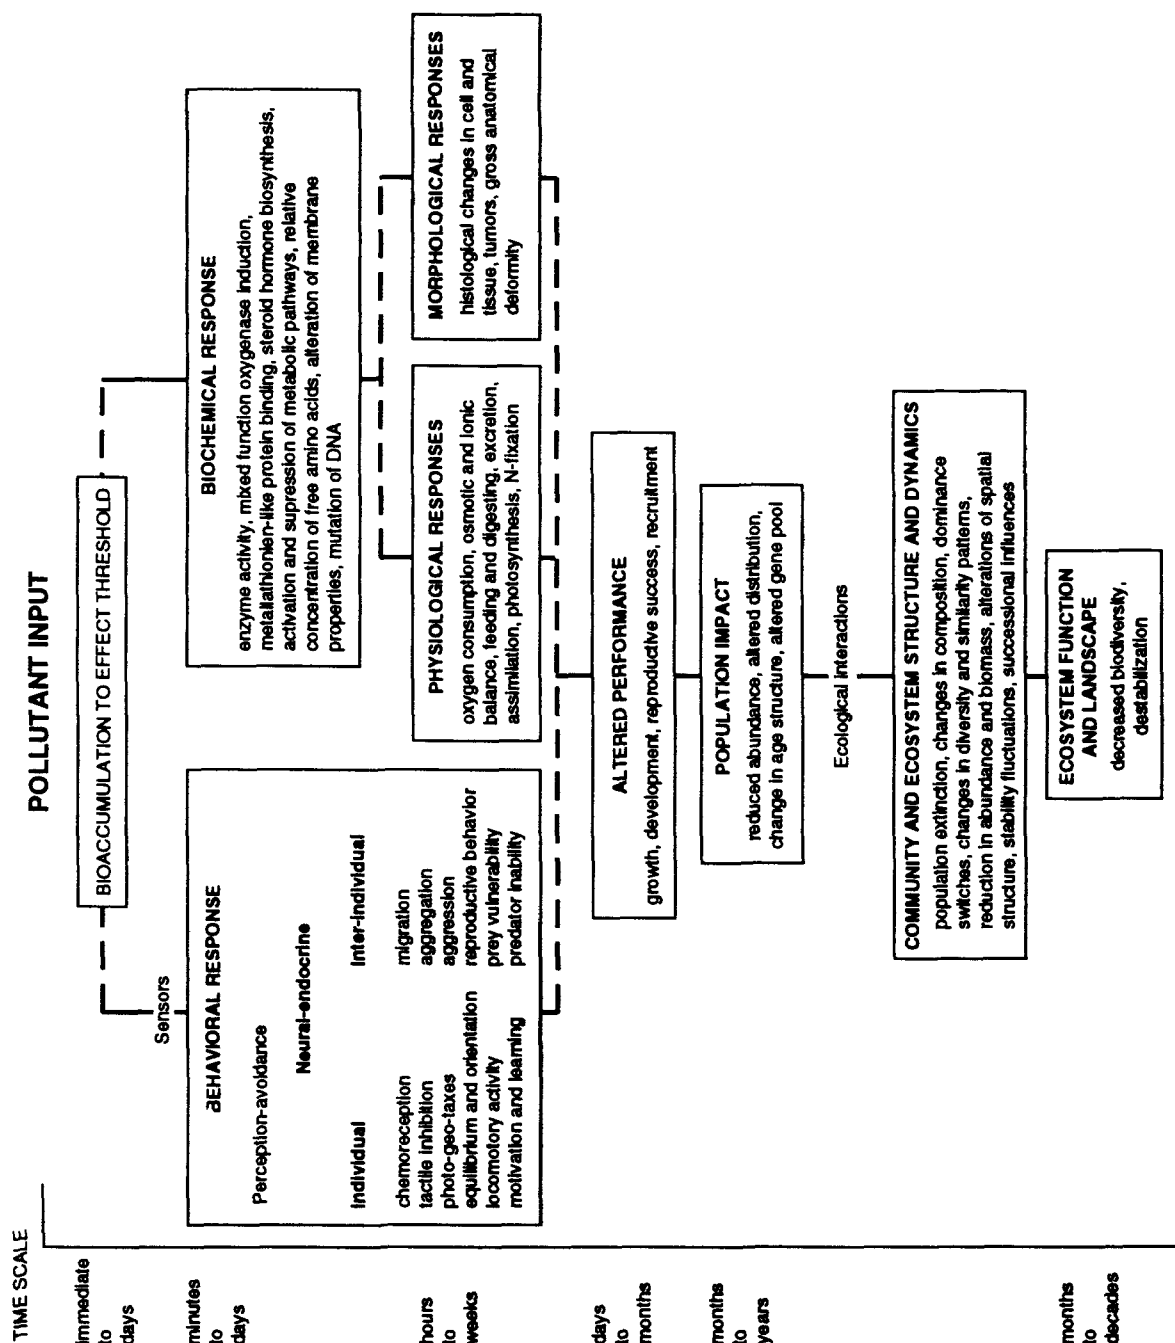 POLLUTANT INPUT
TIME SCALE
immediate
to
days
BIOACCUMULATION TO EFFECT THRESHOLD
Sensors
minutes
to
days
BEHAVIORAL RESPONSE
Perception-avoidance
Neural-endocrine
Individual
chemoreception
tactile inhibition
photo-geo-taxes
equilibrium and orientation
locomotory activity
motivation and learning
Inter-individual
migration
aggregation
aggression
reproductive behavior
prey vulnerability
predator inability
BIOCHEMICAL RESPONSE
enzyme activity, mixed function oxygenase induction,
metallathionien-like protein binding, steroid hormone biosynthesis,
activation and supression of metabolic pathways, relative
concentration of free amino acids, alteration of membrane
properties, mutation of DNA
hours
to
weeks
PHYSIOLOGICAL RESPONSES
oxygen consumption, osmotic and ionic
balance, feeding and digesting, excretion,
assimilation, photosynthesis, N-fixation
MORPHOLOGICAL RESPONSES
histological changes in cell and
tissue, tumors, gross anatomical
deformity
days
to
months
ALTERED PERFORMANCE
growth, development, reproductive success, recruitment
months
to
years
POPULATION IMPACT
reduced abundance, altered distribution,
change in age structure, altered gene pool
Ecological interactions
COMMUNITY AND ECOSYSTEM STRUCTURE AND DYNAMICS
population extinction, changes in composition, dominance
switches, changes in diversity and similarity patterns,
reduction in abundance and biomass, alterations of spatial
structure, stability fluctuations, successional influences
months
to
decades
ECOSYSTEM FUNCTION
AND LANDSCAPE
decreased biodiversity,
destabilization